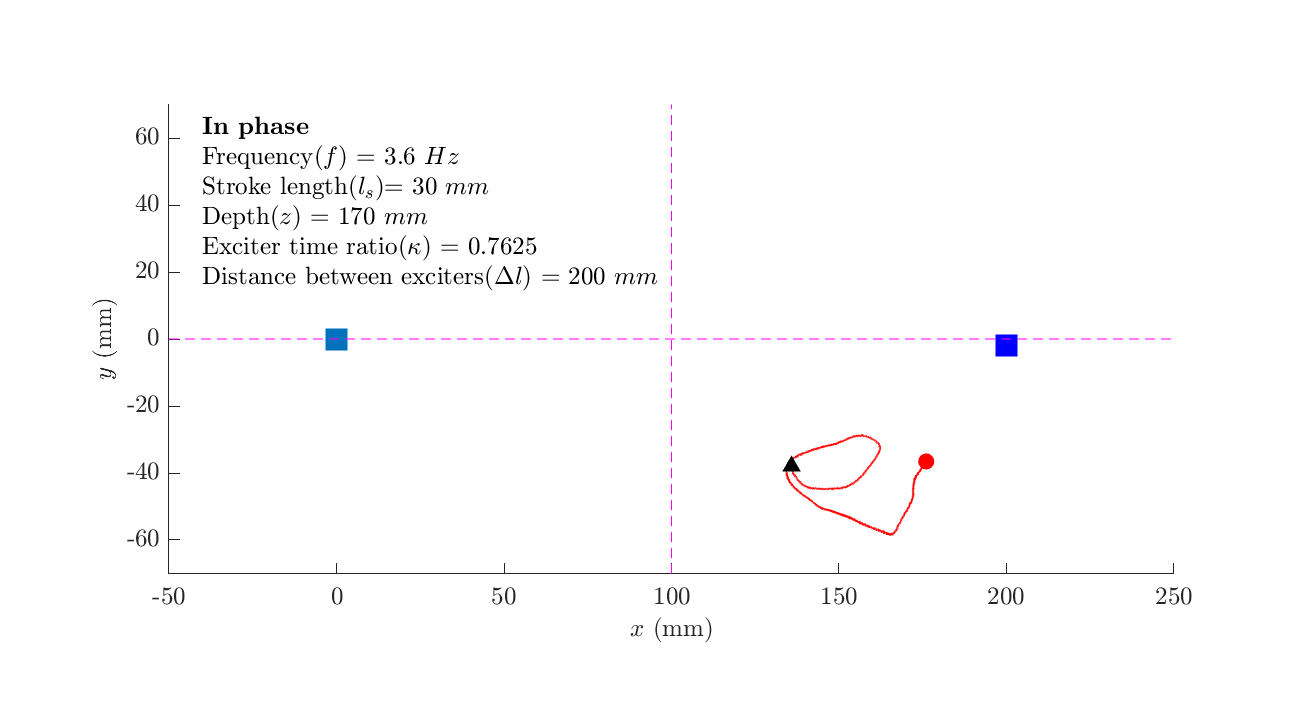 In phase
Frequency(f) = 3.6 Hz
Stroke length(lₛ)= 30 mm
Depth(z) = 170 mm
Exciter time ratio(κ) = 0.7625
Distance between exciters(Δl) = 200 mm
60
40
20
0
-20
-40
-60
y (mm)
-50 0 50 100 150 200 250
x (mm)